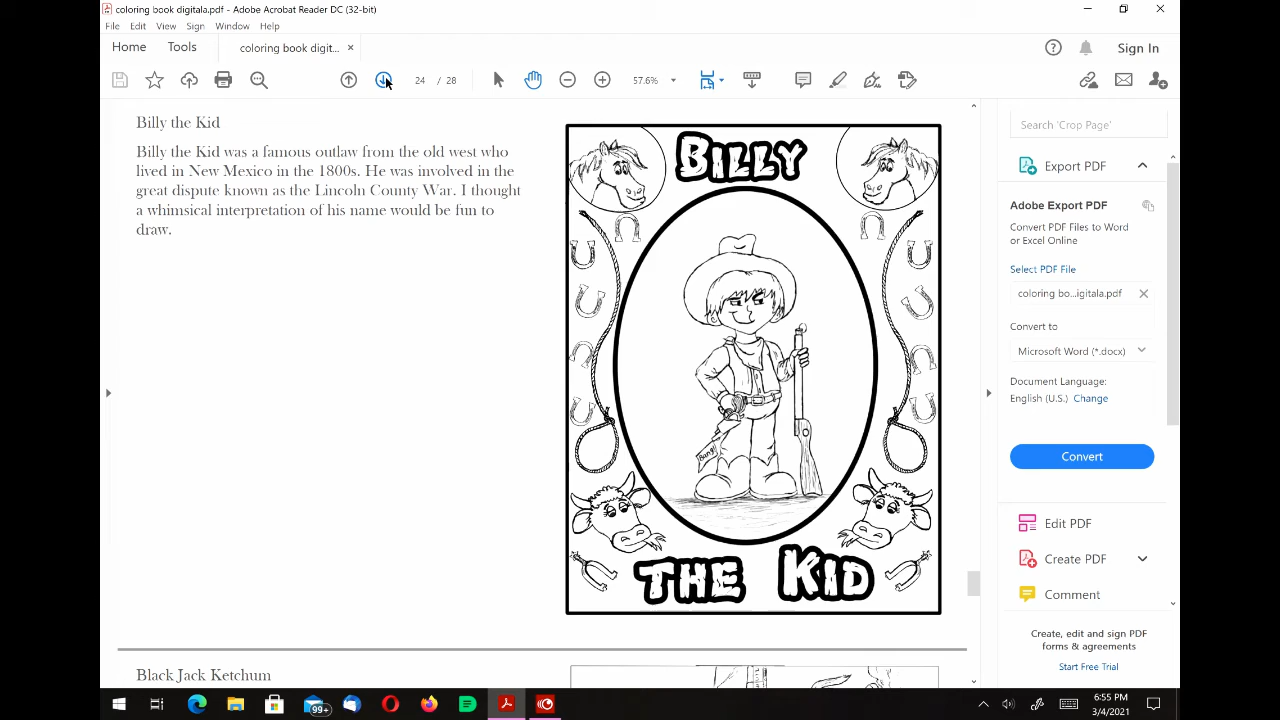 coloring book digitala.pdf - Adobe Acrobat Reader DC (32-bit)
File Edit View Sign Window Help
Home Tools coloring book digit... × Sign In
24 / 28 57.6%
Billy the Kid
Billy the Kid was a famous outlaw from the old west who
lived in New Mexico in the 1800s. He was involved in the
great dispute known as the Lincoln County War. I thought
a whimsical interpretation of his name would be fun to
draw.
BILLY
Bang!
THE KID
Black Jack Ketchum
Search 'Crop Page'
Export PDF
Adobe Export PDF
Convert PDF Files to Word
or Excel Online
Select PDF File
coloring bo...igitala.pdf
Convert to
Microsoft Word (*.docx)
Document Language:
English (U.S.) Change
Convert
Edit PDF
Create PDF
Comment
Create, edit and sign PDF
forms & agreements
Start Free Trial
99+
6:55 PM
3/4/2021